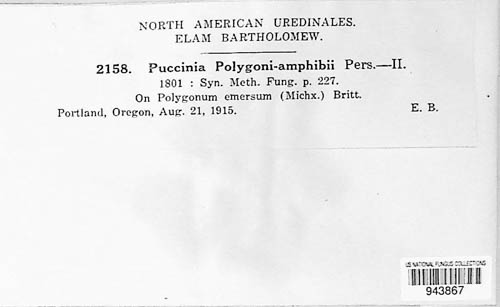 NORTH AMERICAN UREDINALES.
ELAM BARTHOLOMEW.
2158. Puccinia Polygoni-amphibii Pers.—II.
1801 : Syn. Meth. Fung. p. 227.
On Polygonum emersum (Michx.) Britt.
Portland, Oregon, Aug. 21, 1915. E. B.
US NATIONAL FUNGUS COLLECTIONS
943867